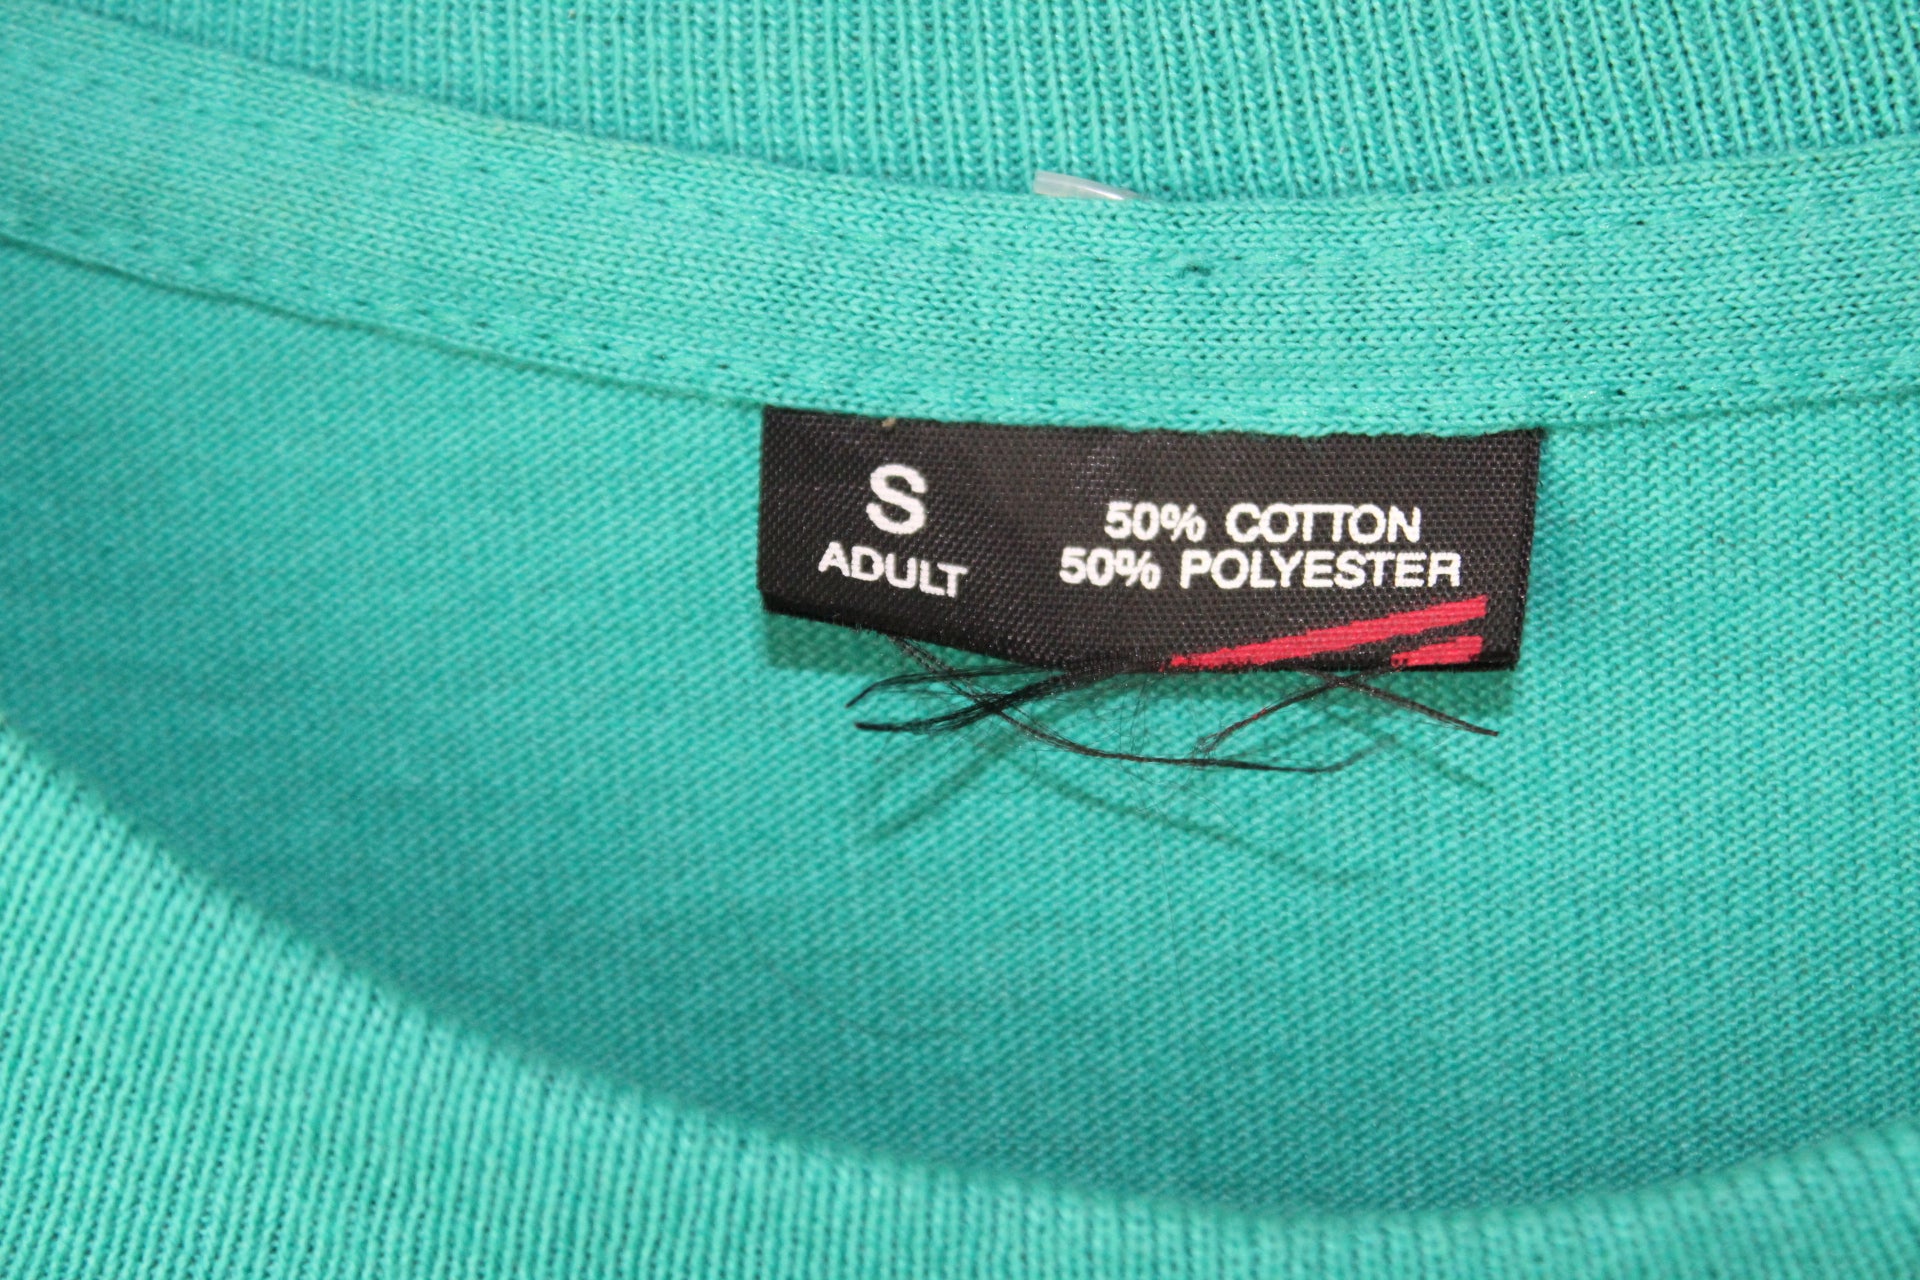 S
ADULT
50% COTTON
50% POLYESTER